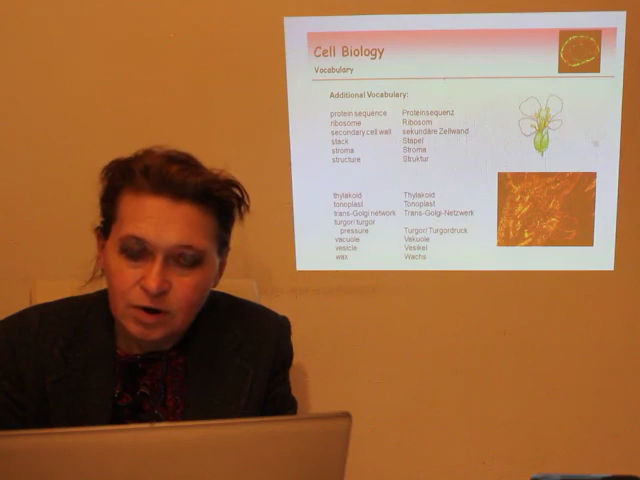 Cell Biology
Vocabulary
Additional Vocabulary:
protein sequence Proteinsequenz
ribosome Ribosom
secondary cell wall sekundäre Zellwand
stack Stapel
stroma Stroma
structure Struktur
thylakoid Thylakoid
tonoplast Tonoplast
trans-Golgi network Trans-Golgi-Netzwerk
turgor/turgor
pressure Turgor/Turgordruck
vacuole Vakuole
vesicle Vesikel
wax Wachs